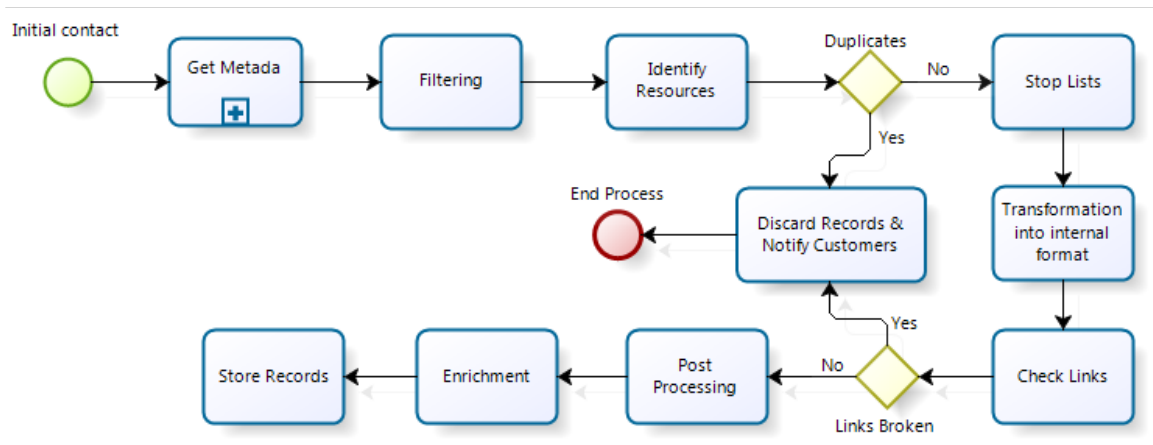 Initial contact
Get Metada
Filtering
Identify
Resources
Duplicates
No
Stop Lists
Yes
End Process
Discard Records &
Notify Customers
Transformation
into internal
format
Yes
Store Records
Enrichment
Post
Processing
No
Check Links
Links Broken